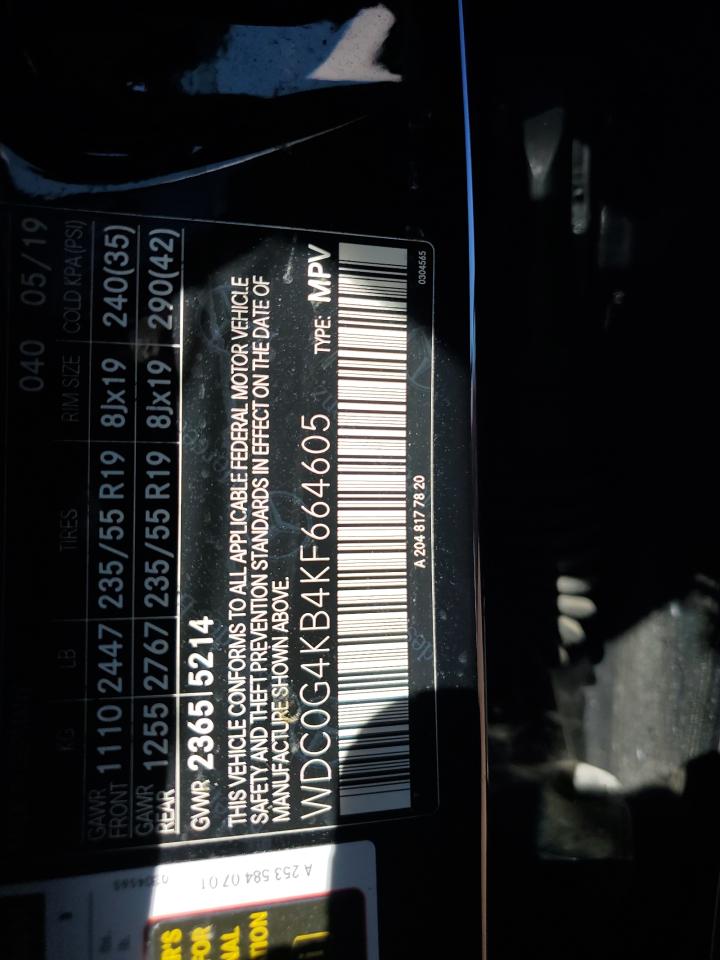 040 05/19
KG LB TIRES RIM SIZE COLD KPA(PSI)
GAWR FRONT 1110 2447 235/55 R19 8Jx19 240(35)
GAWR REAR 1255 2767 235/55 R19 8Jx19 290(42)
GVWR 2365 5214
THIS VEHICLE CONFORMS TO ALL APPLICABLE FEDERAL MOTOR VEHICLE
SAFETY AND THEFT PREVENTION STANDARDS IN EFFECT ON THE DATE OF
MANUFACTURE SHOWN ABOVE.
WDC0G4KB4KF664605 TYPE: MPV
A 204 817 78 20 0304565
A 253 584 07 01
0304565
FOR